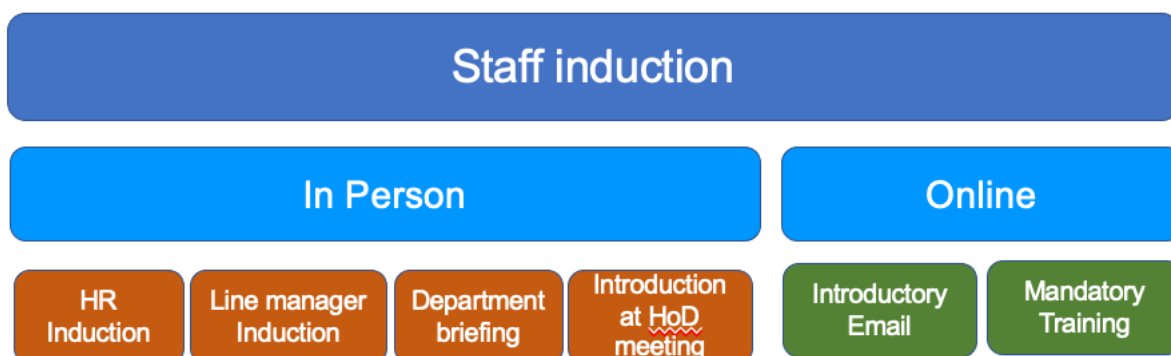 Staff induction
In Person
Online
HR
Induction
Line manager
Induction
Department
briefing
Introduction
at HoD
meeting
Introductory
Email
Mandatory
Training